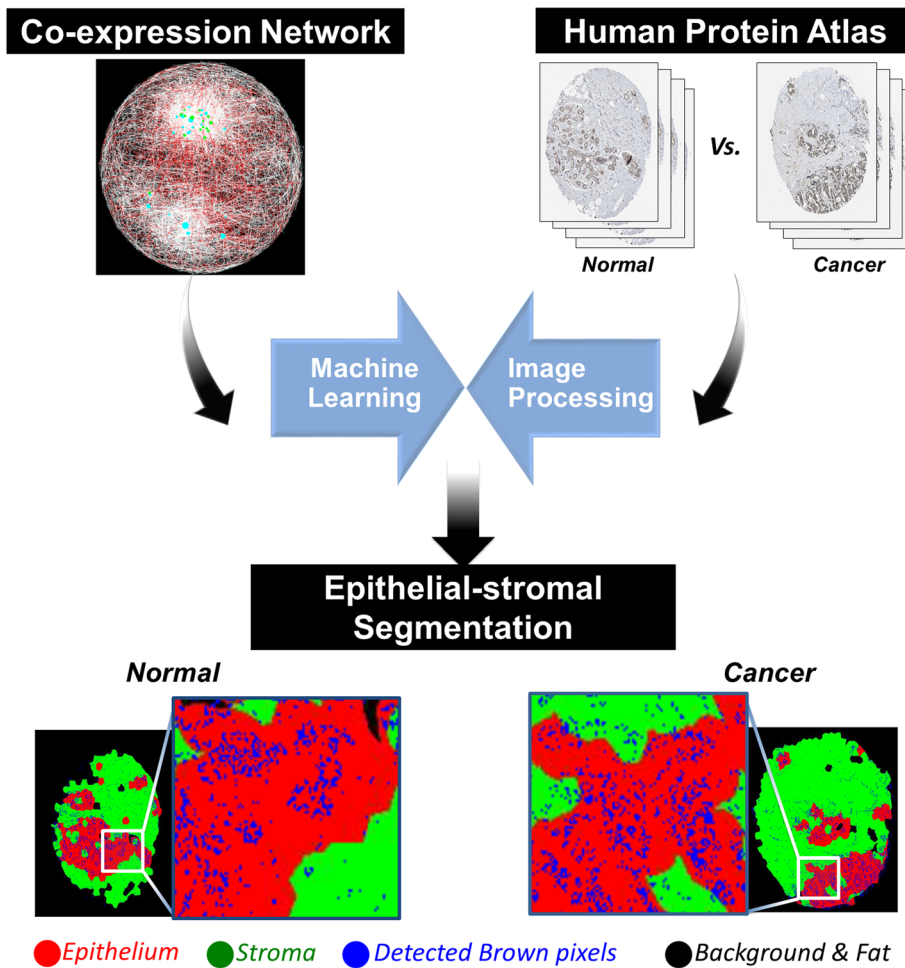 Co-expression Network
Human Protein Atlas
Vs.
Normal
Cancer
Machine
Learning
Image
Processing
Epithelial-stromal
Segmentation
Normal
Cancer
Epithelium
Stroma
Detected Brown pixels
Background & Fat